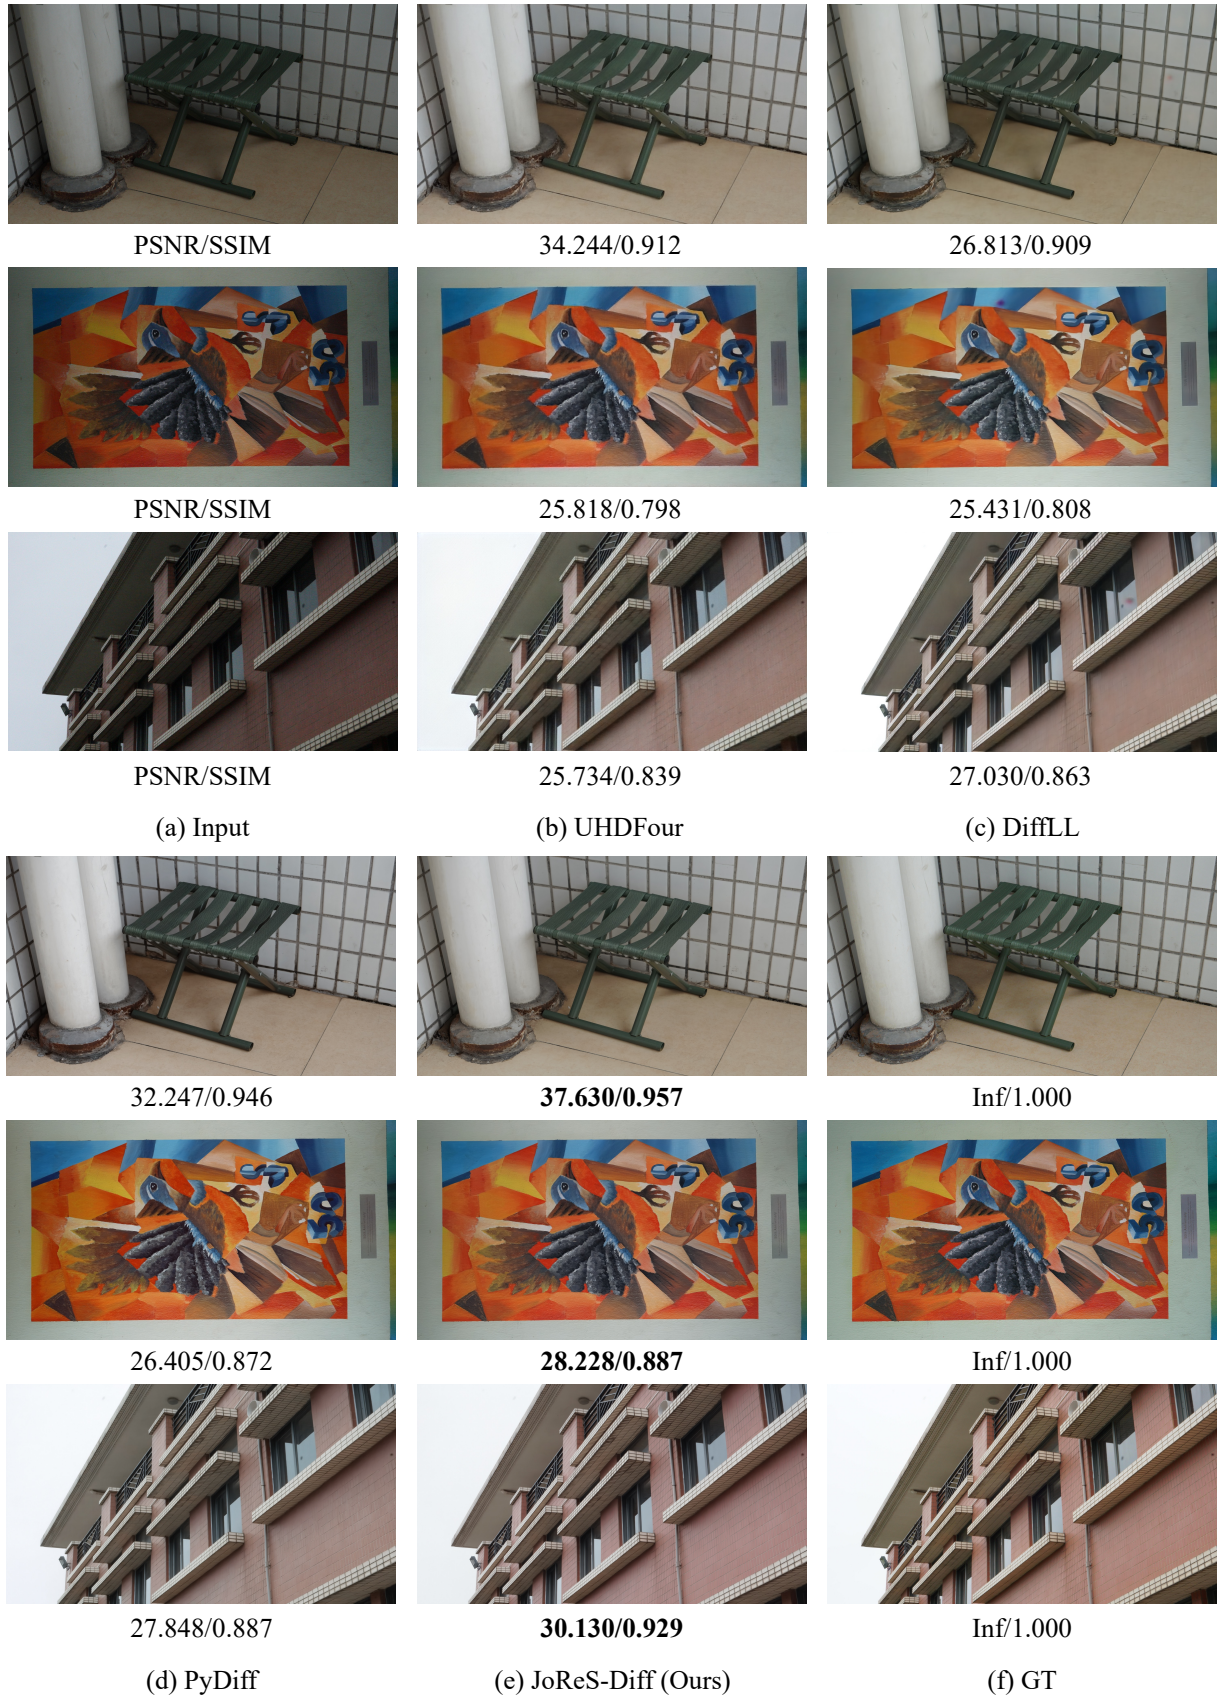 PSNR/SSIM 34.244/0.912 26.813/0.909
PSNR/SSIM 25.818/0.798 25.431/0.808
PSNR/SSIM 25.734/0.839 27.030/0.863
(a) Input (b) UHDFour (c) DiffLL
32.247/0.946 37.630/0.957 Inf/1.000
26.405/0.872 28.228/0.887 Inf/1.000
27.848/0.887 30.130/0.929 Inf/1.000
(d) PyDiff (e) JoReS-Diff (Ours) (f) GT